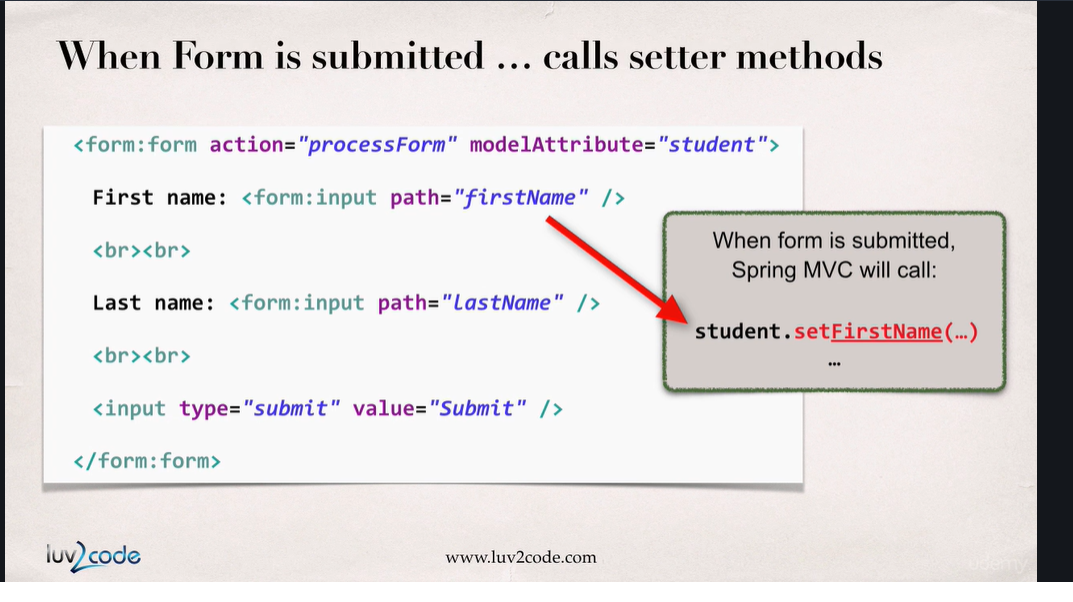 When Form is submitted … calls setter methods
<form:form action="processForm" modelAttribute="student">
First name: <form:input path="firstName" />
<br><br>
Last name: <form:input path="lastName" />
<br><br>
<input type="submit" value="Submit" />
</form:form>
When form is submitted,
Spring MVC will call:
student.setFirstName(…)
…
luv2code
www.luv2code.com
udemy